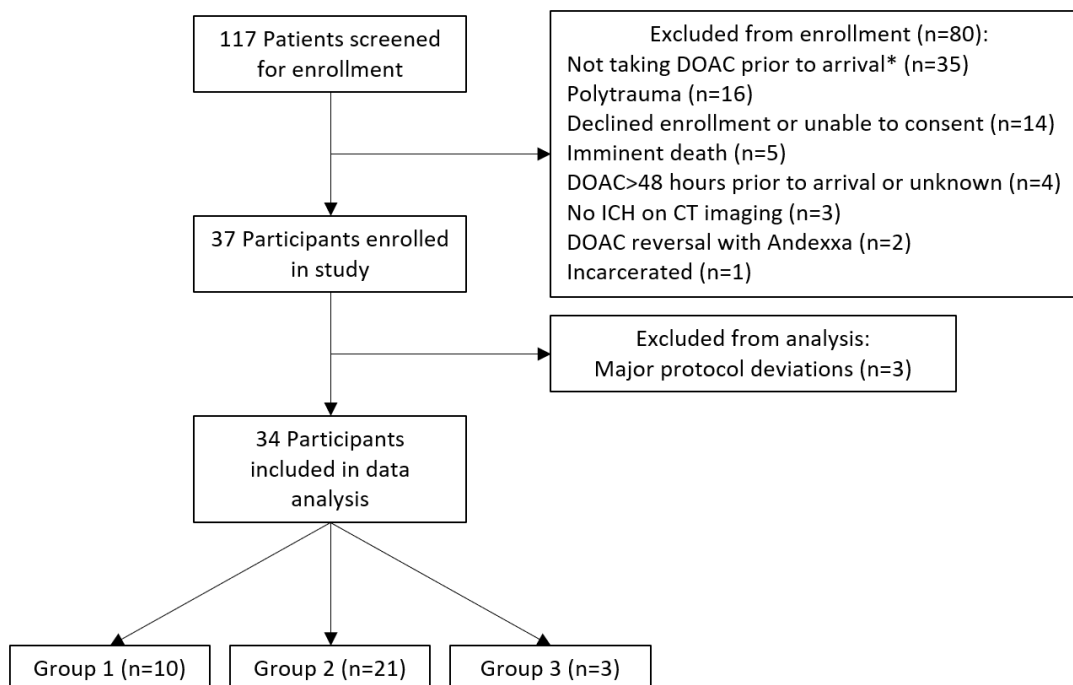 117 Patients screened
for enrollment
Excluded from enrollment (n=80):
Not taking DOAC prior to arrival* (n=35)
Polytrauma (n=16)
Declined enrollment or unable to consent (n=14)
Imminent death (n=5)
DOAC>48 hours prior to arrival or unknown (n=4)
No ICH on CT imaging (n=3)
DOAC reversal with Andexxa (n=2)
Incarcerated (n=1)
37 Participants enrolled
in study
Excluded from analysis:
Major protocol deviations (n=3)
34 Participants
included in data
analysis
Group 1 (n=10)
Group 2 (n=21)
Group 3 (n=3)